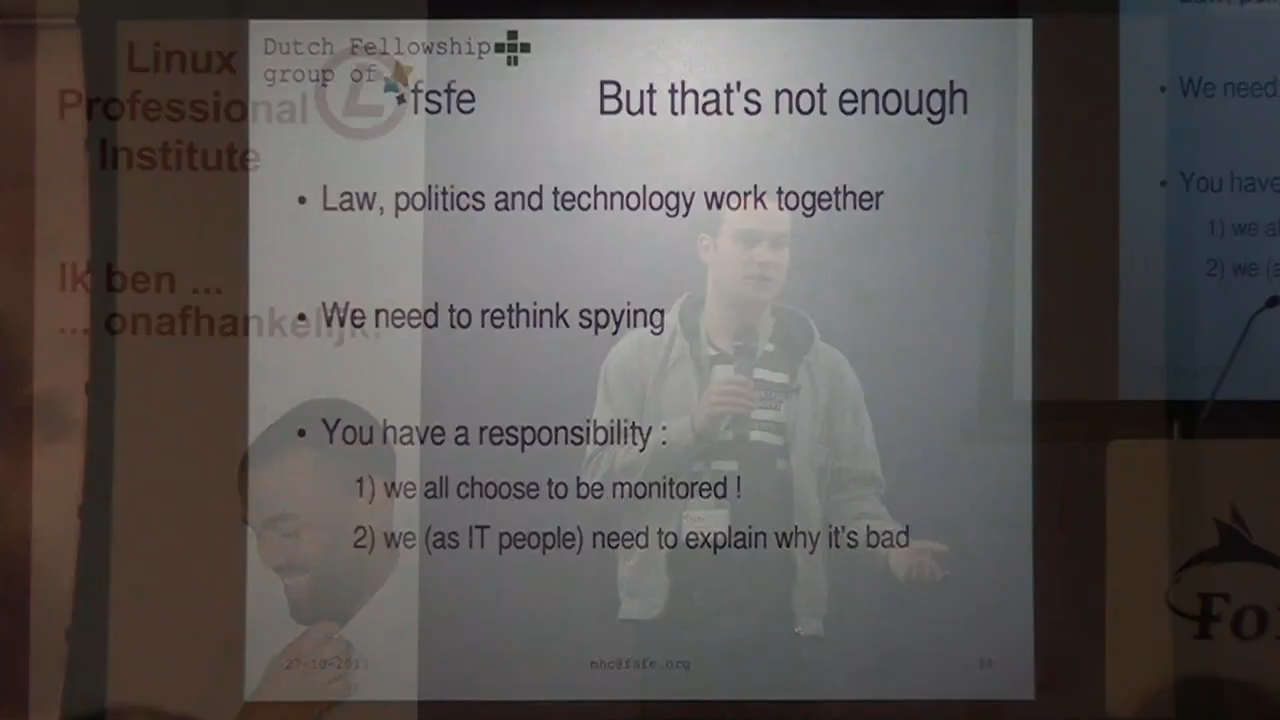 Linux
Professional
Institute
Ik ben ...
... onafhankelijk!
Dutch Fellowship
group of
fsfe
But that's not enough
• Law, politics and technology work together
• We need to rethink spying
• You have a responsibility :
1) we all choose to be monitored !
2) we (as IT people) need to explain why it's bad
mho@fsfe.org
• We need
• You have
1) we a
2) we (a
Fo